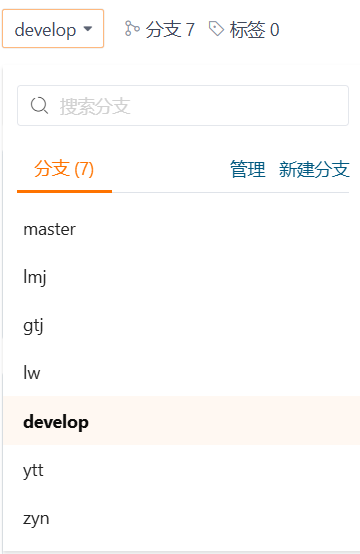 develop 分支 7 标签 0
搜索分支
分支 (7) 管理 新建分支
master
lmj
gtj
lw
develop
ytt
zyn